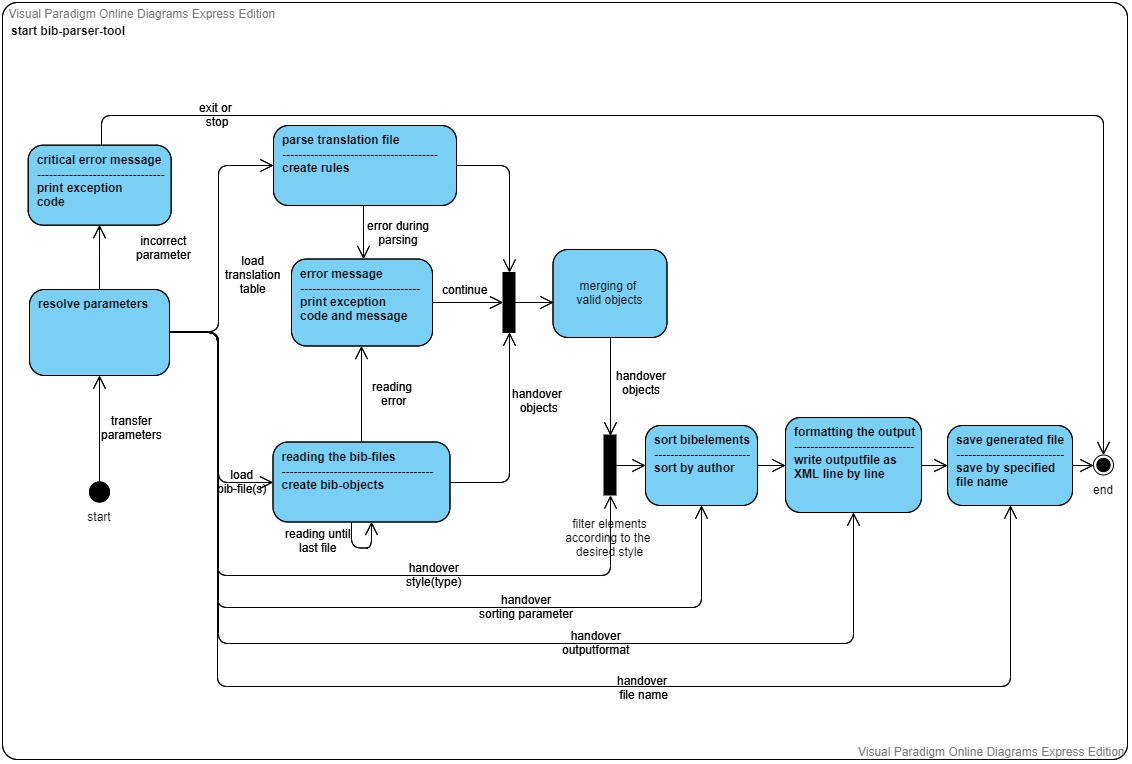 Visual Paradigm Online Diagrams Express Edition
start bib-parser-tool
exit or
stop
critical error message
print exception
code
incorrect
parameter
resolve parameters
transfer
parameters
start
parse translation file
create rules
load
translation
table
error during
parsing
error message
print exception
code and message
continue
reading
error
reading the bib-files
create bib-objects
load
bib-file(s)
reading until
last file
handover
objects
merging of
valid objects
handover
objects
filter elements
according to the
desired style
sort bibelements
sort by author
formatting the output
write outputfile as
XML line by line
save generated file
save by specified
file name
end
handover
style(type)
handover
sorting parameter
handover
outputformat
handover
file name
Visual Paradigm Online Diagrams Express Edition